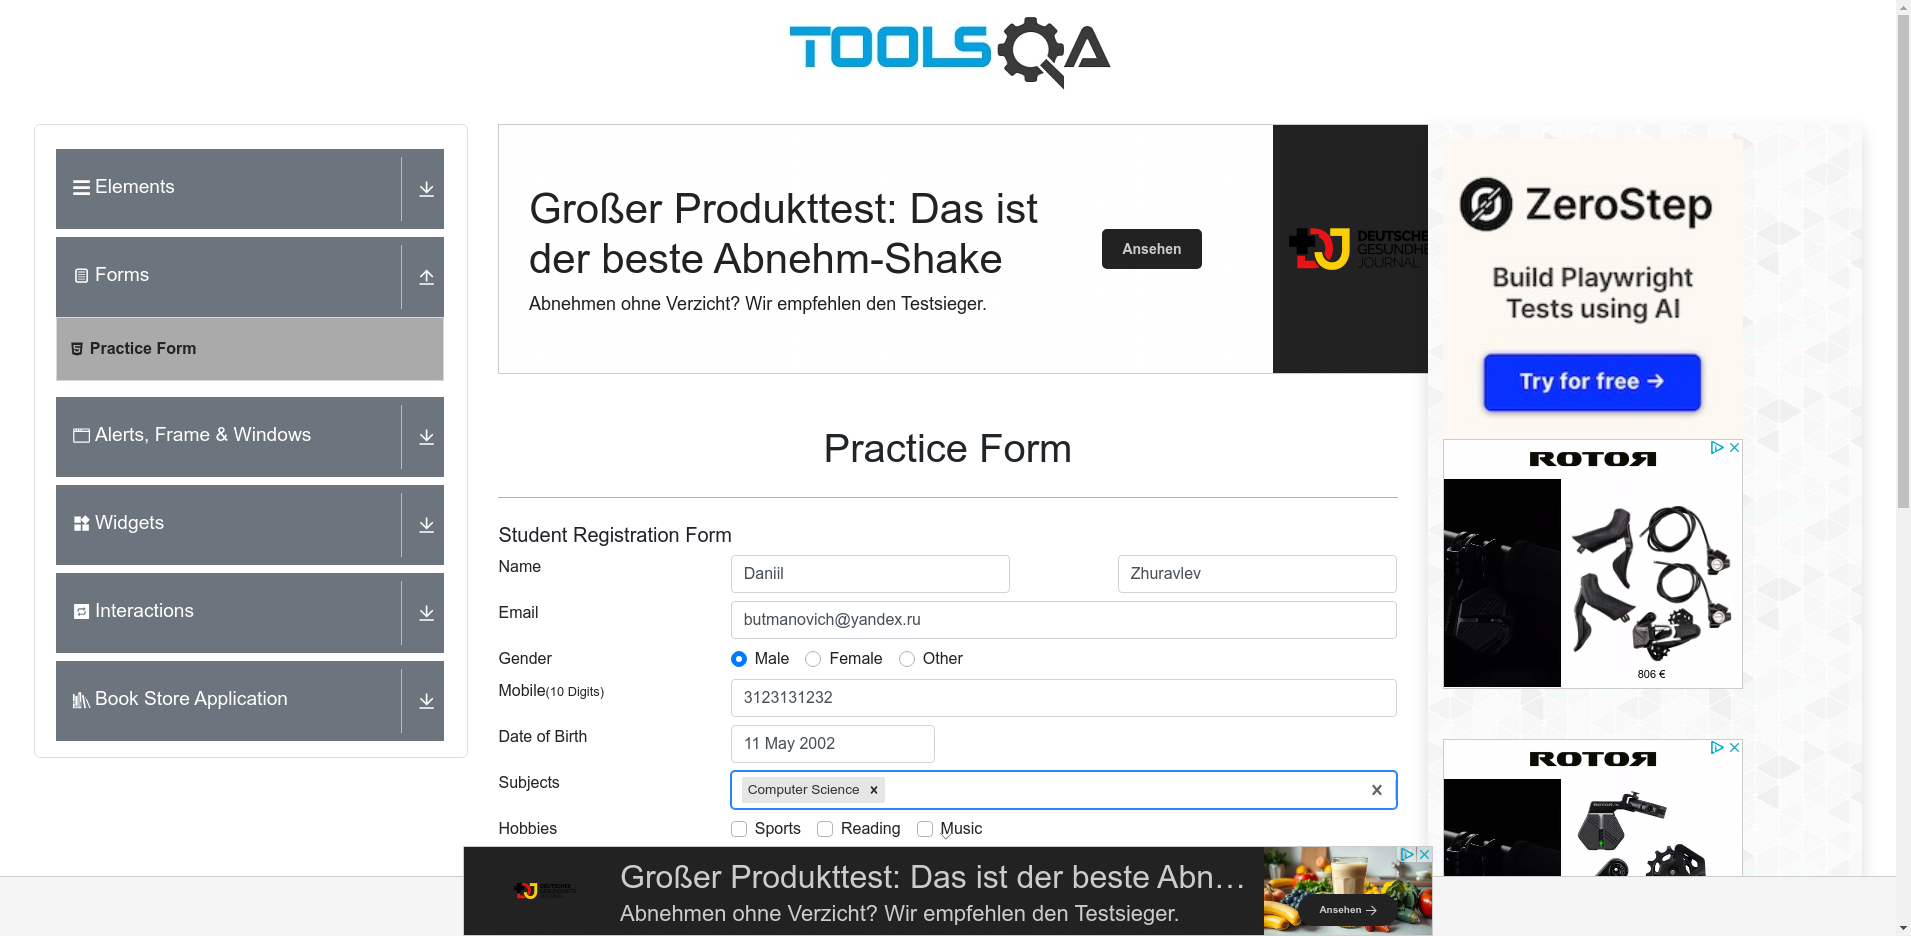 TOOLSQA
Elements
Forms
Practice Form
Alerts, Frame & Windows
Widgets
Interactions
Book Store Application
Großer Produkttest: Das ist
der beste Abnehm-Shake
Abnehmen ohne Verzicht? Wir empfehlen den Testsieger.
Ansehen
DEUTSCHE
GESUNDHE
JOURNAL
Practice Form
Student Registration Form
Name
Daniil
Zhuravlev
Email
butmanovich@yandex.ru
Gender
Male Female Other
Mobile(10 Digits)
3123131232
Date of Birth
11 May 2002
Subjects
Computer Science
Hobbies
Sports Reading Music
ZeroStep
Build Playwright
Tests using AI
Try for free →
ROTOR
806 €
ROTOR
Großer Produkttest: Das ist der beste Abn...
Abnehmen ohne Verzicht? Wir empfehlen den Testsieger.
Ansehen →